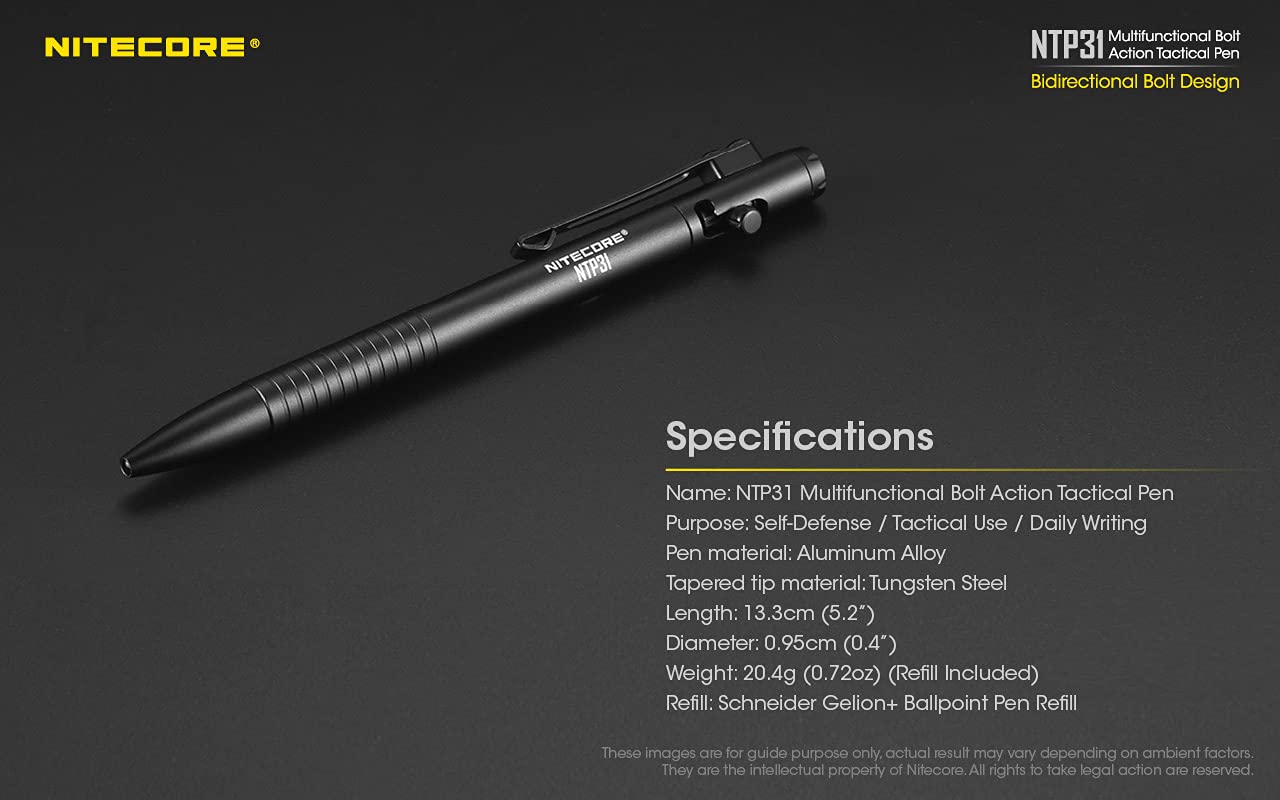 NITECORE®
NTP31 Multifunctional Bolt
Action Tactical Pen
Bidirectional Bolt Design
NITECORE®
NTP31
Specifications
Name: NTP31 Multifunctional Bolt Action Tactical Pen
Purpose: Self-Defense / Tactical Use / Daily Writing
Pen material: Aluminum Alloy
Tapered tip material: Tungsten Steel
Length: 13.3cm (5.2”)
Diameter: 0.95cm (0.4”)
Weight: 20.4g (0.72oz) (Refill Included)
Refill: Schneider Gelion+ Ballpoint Pen Refill
These images are for guide purpose only, actual result may vary depending on ambient factors.
They are the intellectual property of Nitecore. All rights to take legal action are reserved.